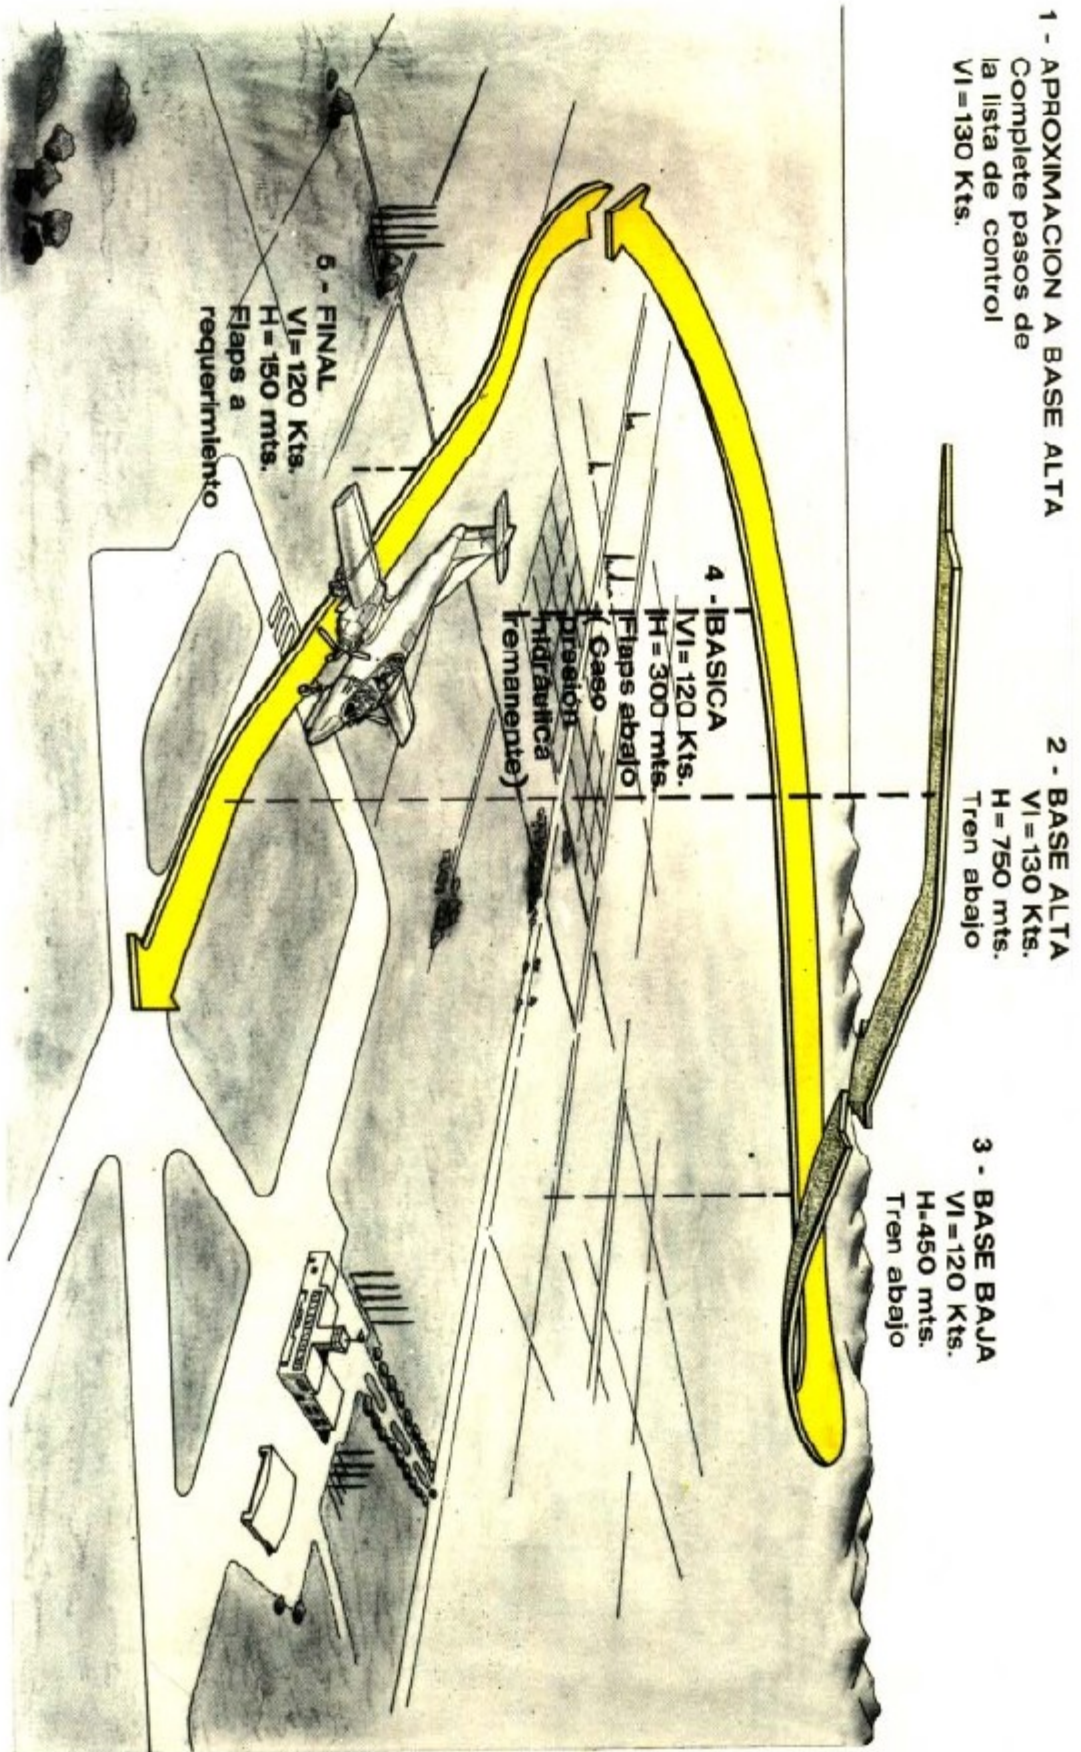 1 - APROXIMACION A BASE ALTA
Complete pasos de
la lista de control
VI=130 Kts.
2 - BASE ALTA
VI=130 Kts.
H=750 mts.
Tren abajo
3 - BASE BAJA
VI=120 Kts.
H=450 mts.
Tren abajo
4 - BASICA
VI=120 Kts.
H=300 mts.
Flaps abajo
(Caso
presión
hidráulica
remanente)
5 - FINAL
VI=120 Kts.
H=150 mts.
Flaps a
requerimiento